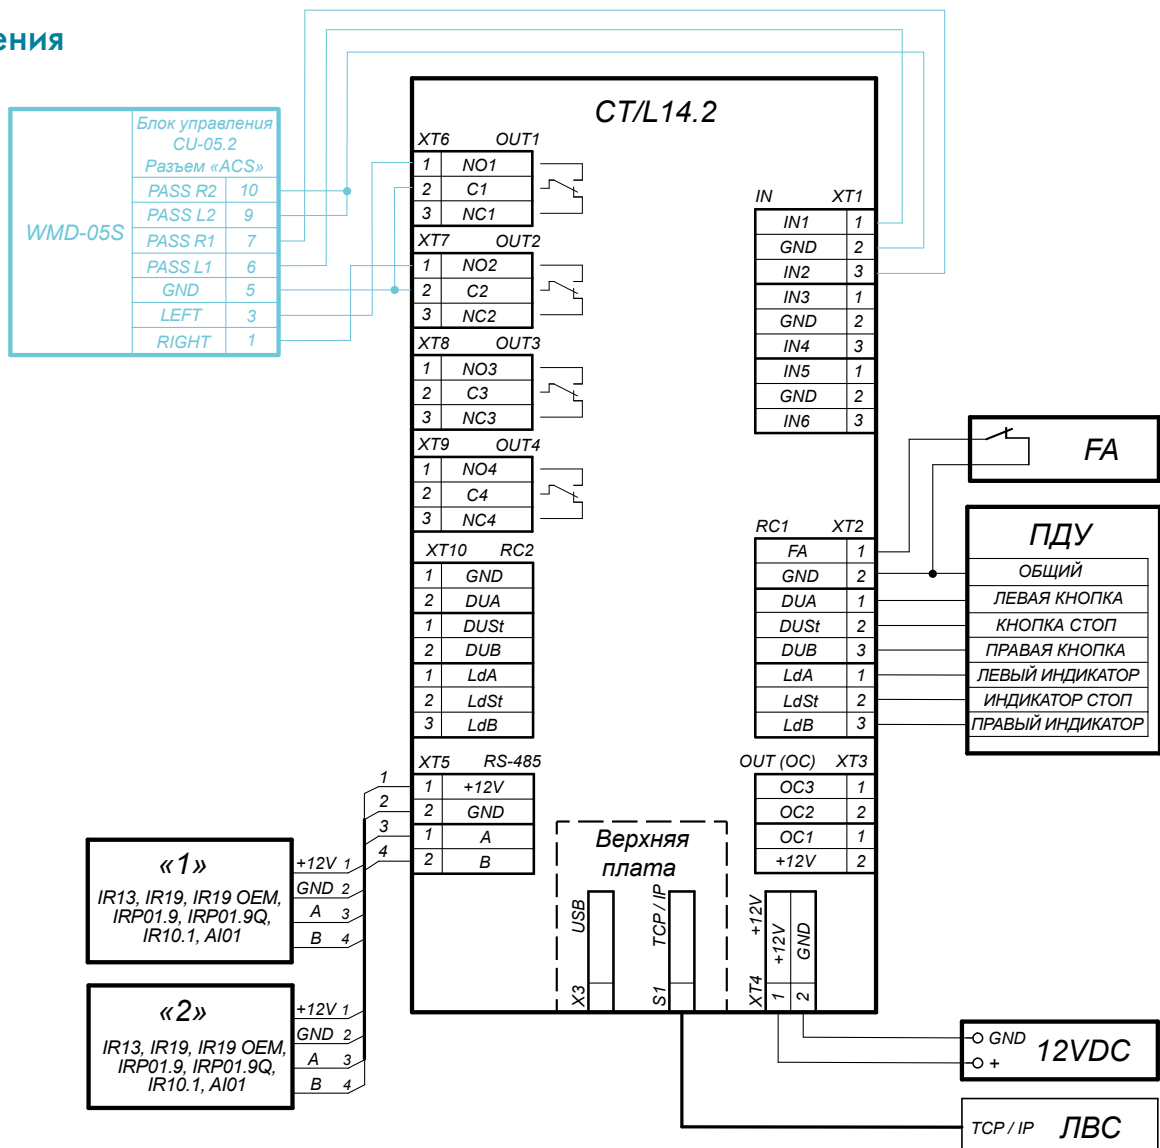 ения
WMD-05S
Блок управления
CU-05.2
Разъем «ACS»
PASS R2 10
PASS L2 9
PASS R1 7
PASS L1 6
GND 5
LEFT 3
RIGHT 1
CT/L14.2
XT6 OUT1
1 NO1
2 C1
3 NC1
XT7 OUT2
1 NO2
2 C2
3 NC2
XT8 OUT3
1 NO3
2 C3
3 NC3
XT9 OUT4
1 NO4
2 C4
3 NC4
XT10 RC2
1 GND
2 DUA
1 DUSt
2 DUB
1 LdA
2 LdSt
3 LdB
XT5 RS-485
1 1 +12V
2 2 GND
3 1 A
4 2 B
IN XT1
IN1 1
GND 2
IN2 3
IN3 1
GND 2
IN4 3
IN5 1
GND 2
IN6 3
RC1 XT2
FA 1
GND 2
DUA 1
DUSt 2
DUB 3
LdA 1
LdSt 2
LdB 3
OUT (OC) XT3
OC3 1
OC2 2
OC1 1
+12V 2
FA
ПДУ
ОБЩИЙ
ЛЕВАЯ КНОПКА
КНОПКА СТОП
ПРАВАЯ КНОПКА
ЛЕВЫЙ ИНДИКАТОР
ИНДИКАТОР СТОП
ПРАВЫЙ ИНДИКАТОР
Верхняя
плата
X3 USB
S1 TCP / IP
XT4 +12V
1 +12V
2 GND
«1»
IR13, IR19, IR19 OEM,
IRP01.9, IRP01.9Q,
IR10.1, AI01
+12V 1
GND 2
A 3
B 4
«2»
IR13, IR19, IR19 OEM,
IRP01.9, IRP01.9Q,
IR10.1, AI01
+12V 1
GND 2
A 3
B 4
GND
+
12VDC
TCP / IP ЛВС